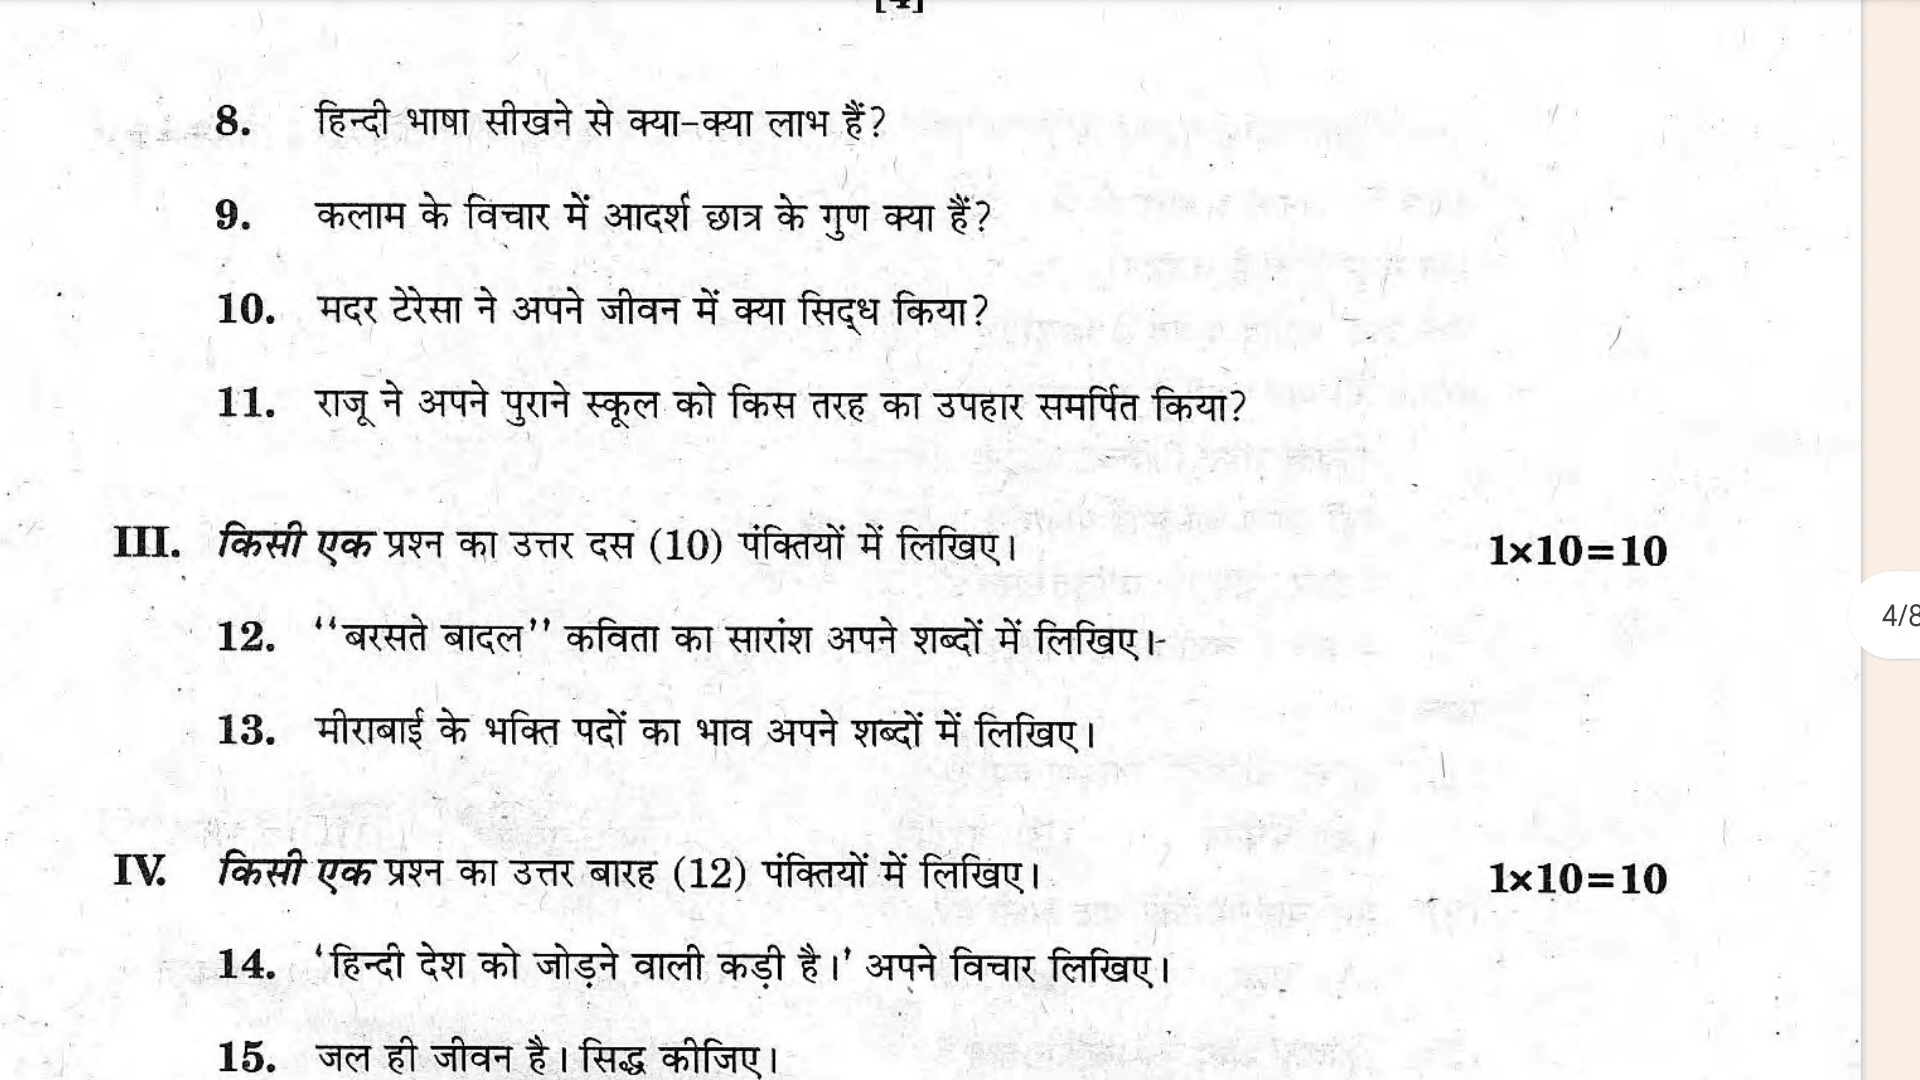 [4]
8. हिन्दी भाषा सीखने से क्या-क्या लाभ हैं?
9. कलाम के विचार में आदर्श छात्र के गुण क्या हैं?
10. मदर टेरेसा ने अपने जीवन में क्या सिद्‌ध किया?
11. राजू ने अपने पुराने स्कूल को किस तरह का उपहार समर्पित किया?
III. किसी एक प्रश्न का उत्तर दस (10) पंक्तियों में लिखिए। 1×10=10
12. “बरसते बादल” कविता का सारांश अपने शब्दों में लिखिए।
13. मीराबाई के भक्ति पदों का भाव अपने शब्दों में लिखिए।
4/8
IV. किसी एक प्रश्न का उत्तर बारह (12) पंक्तियों में लिखिए। 1×10=10
14. ‘हिन्दी देश को जोड़ने वाली कड़ी है।’ अपने विचार लिखिए।
15. जल ही जीवन है। सिद्ध कीजिए।